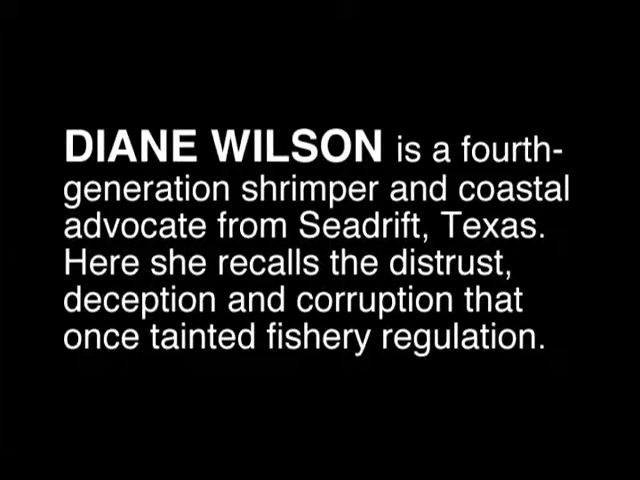 DIANE WILSON is a fourth-
generation shrimper and coastal
advocate from Seadrift, Texas.
Here she recalls the distrust,
deception and corruption that
once tainted fishery regulation.